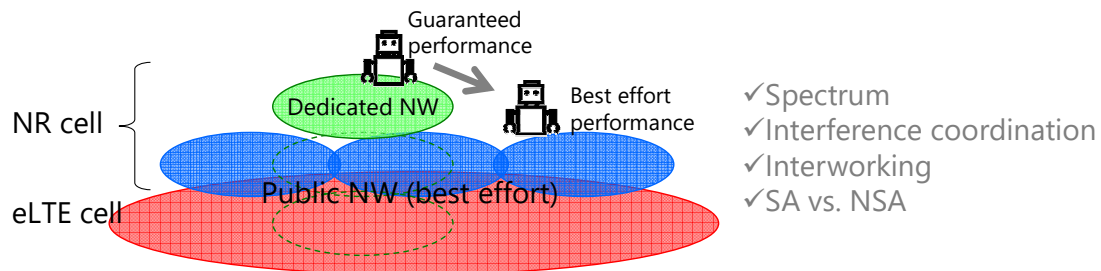 Guaranteed
performance
Dedicated NW
Best effort
performance
NR cell
Public NW (best effort)
eLTE cell
✓Spectrum
✓Interference coordination
✓Interworking
✓SA vs. NSA